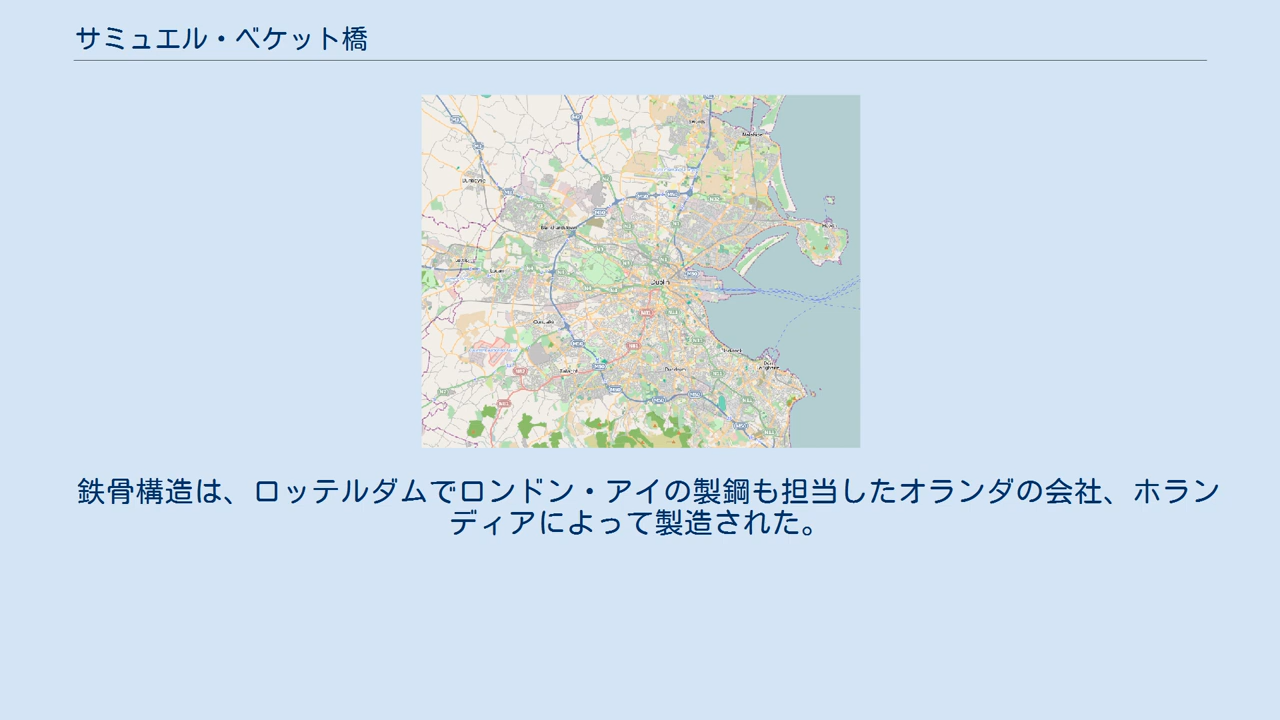 サミュエル・ベケット橋
Dublin
鉄骨構造は、ロッテルダムでロンドン・アイの製鋼も担当したオランダの会社、ホラン
ディアによって製造された。